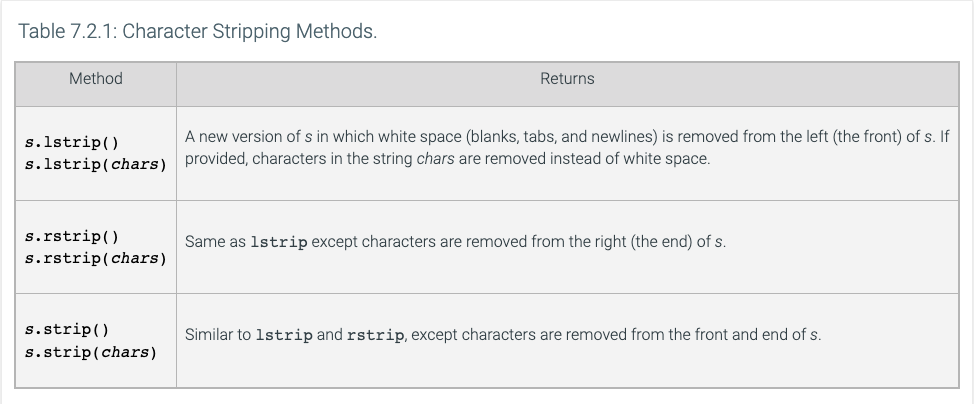 Table 7.2.1: Character Stripping Methods.
Method
Returns
s.lstrip()
s.lstrip(chars)
A new version of s in which white space (blanks, tabs, and newlines) is removed from the left (the front) of s. If
provided, characters in the string chars are removed instead of white space.
s.rstrip()
s.rstrip(chars)
Same as lstrip except characters are removed from the right (the end) of s.
s.strip()
s.strip(chars)
Similar to lstrip and rstrip, except characters are removed from the front and end of s.